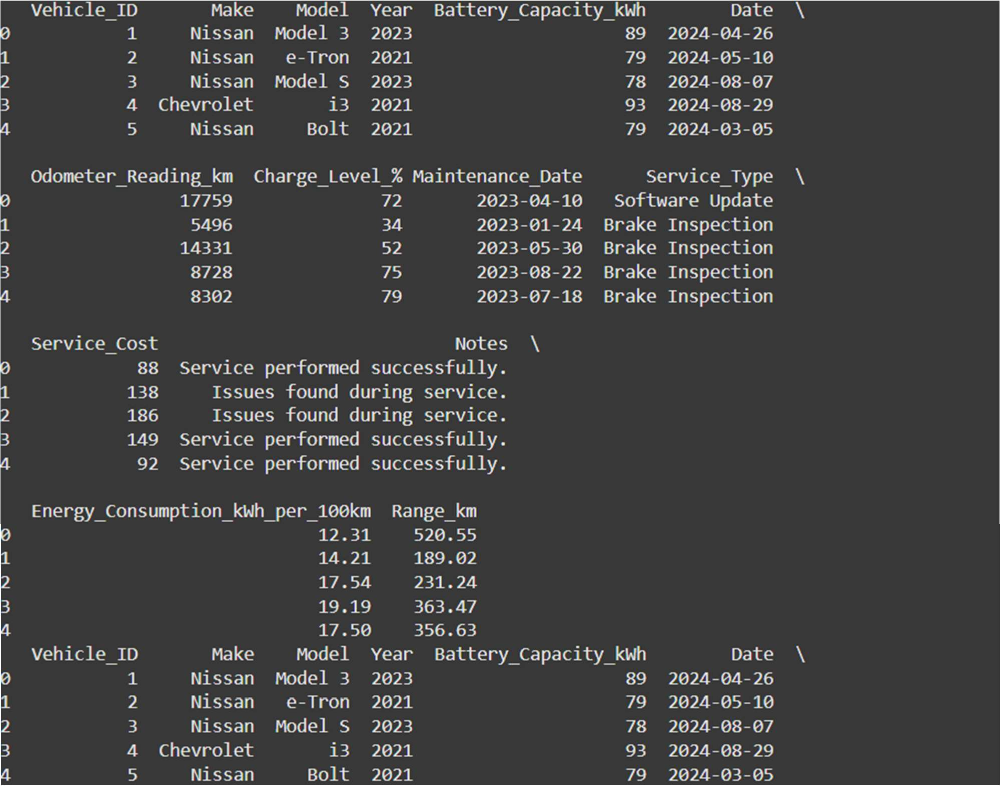 Vehicle_ID Make Model Year Battery_Capacity_kWh Date \
0 1 Nissan Model 3 2023 89 2024-04-26
1 2 Nissan e-Tron 2021 79 2024-05-10
2 3 Nissan Model S 2023 78 2024-08-07
3 4 Chevrolet i3 2021 93 2024-08-29
4 5 Nissan Bolt 2021 79 2024-03-05
Odometer_Reading_km Charge_Level_% Maintenance_Date Service_Type \
0 17759 72 2023-04-10 Software Update
1 5496 34 2023-01-24 Brake Inspection
2 14331 52 2023-05-30 Brake Inspection
3 8728 75 2023-08-22 Brake Inspection
4 8302 79 2023-07-18 Brake Inspection
Service_Cost Notes \
0 88 Service performed successfully.
1 138 Issues found during service.
2 186 Issues found during service.
3 149 Service performed successfully.
4 92 Service performed successfully.
Energy_Consumption_kWh_per_100km Range_km
0 12.31 520.55
1 14.21 189.02
2 17.54 231.24
3 19.19 363.47
4 17.50 356.63
Vehicle_ID Make Model Year Battery_Capacity_kWh Date \
0 1 Nissan Model 3 2023 89 2024-04-26
1 2 Nissan e-Tron 2021 79 2024-05-10
2 3 Nissan Model S 2023 78 2024-08-07
3 4 Chevrolet i3 2021 93 2024-08-29
4 5 Nissan Bolt 2021 79 2024-03-05